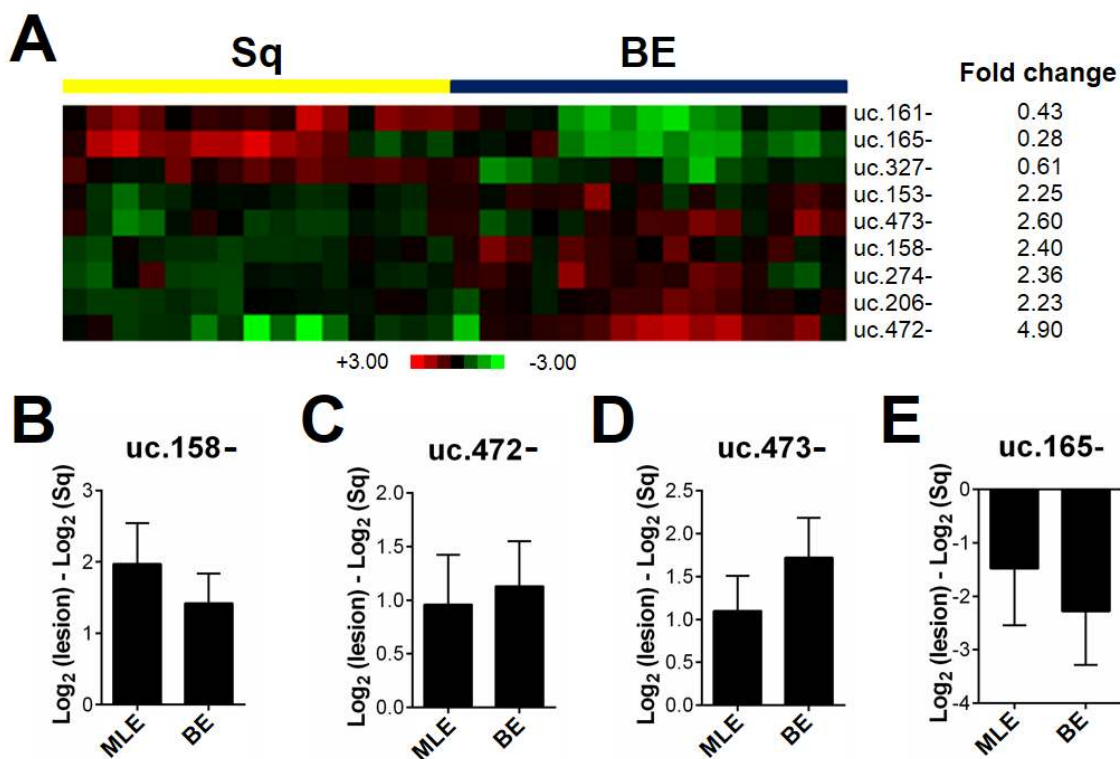 A
Sq
BE
Fold change
uc.161- 0.43
uc.165- 0.28
uc.327- 0.61
uc.153- 2.25
uc.473- 2.60
uc.158- 2.40
uc.274- 2.36
uc.206- 2.23
uc.472- 4.90
+3.00 -3.00
B
uc.158-
Log2 (lesion) - Log2 (Sq)
3
2
1
0
MLE
BE
C
uc.472-
Log2 (lesion) - Log2 (Sq)
2.0
1.5
1.0
0.5
0.0
MLE
BE
D
uc.473-
Log2 (lesion) - Log2 (Sq)
2.5
2.0
1.5
1.0
0.5
0.0
MLE
BE
E
uc.165-
Log2 (lesion) - Log2 (Sq)
0
-1
-2
-3
-4
MLE
BE